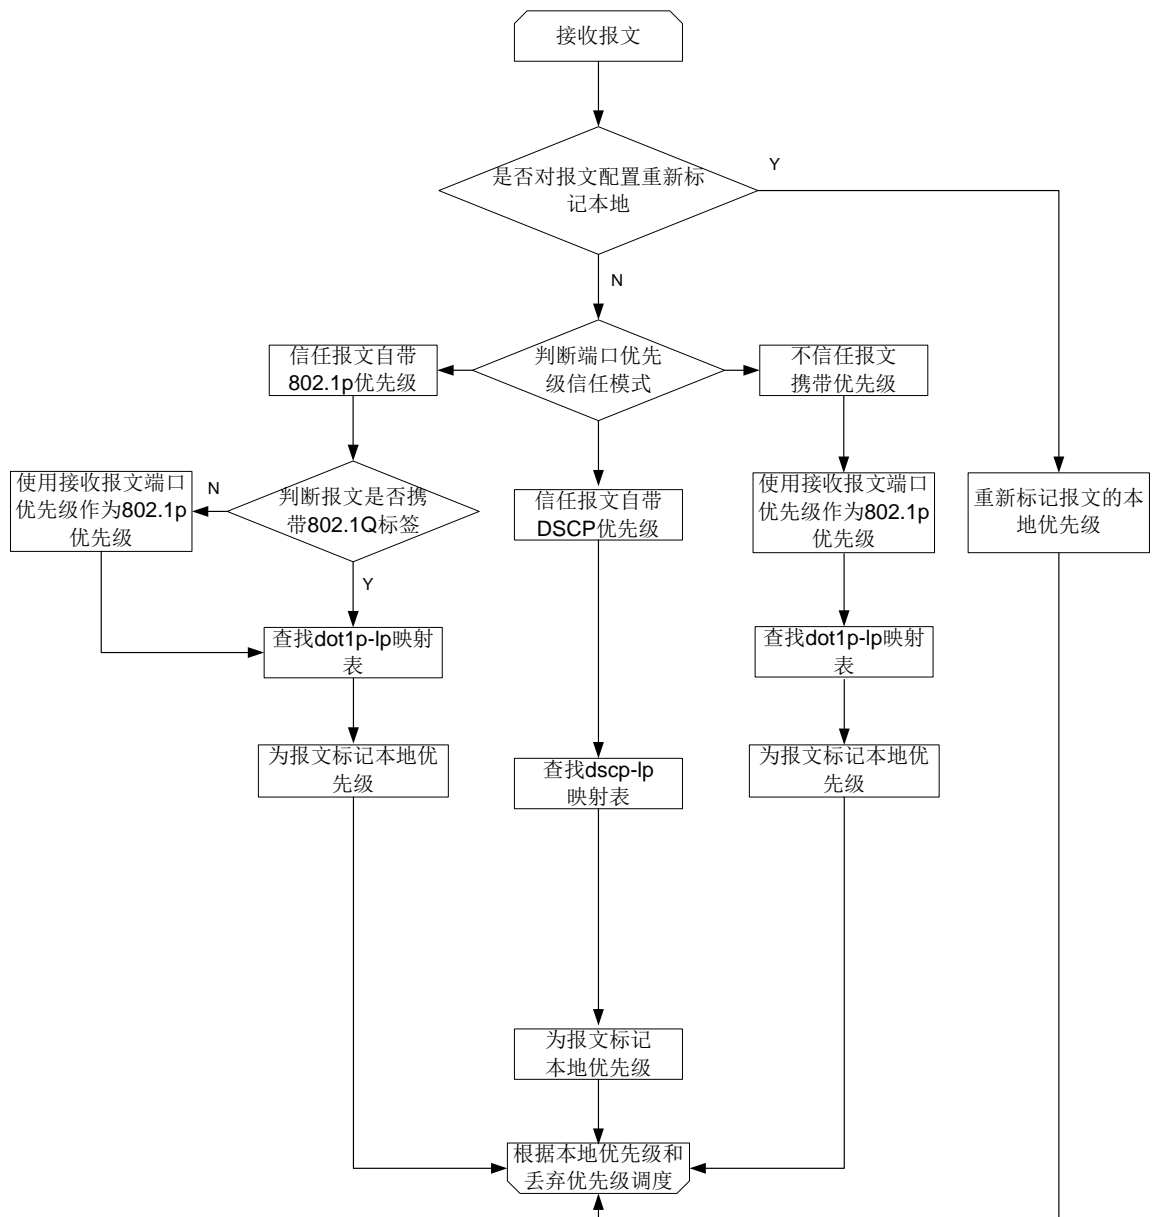 接收报文
是否对报文配置重新标
记本地
Y
N
信任报文自带
802.1p优先级
判断端口优先
级信任模式
不信任报文
携带优先级
使用接收报文端口
优先级作为802.1p
优先级
N
判断报文是否携
带802.1Q标签
信任报文自带
DSCP优先级
使用接收报文端口
优先级作为802.1p
优先级
重新标记报文的本
地优先级
Y
查找dot1p-lp映射
表
查找dot1p-lp映射
表
为报文标记本地优
先级
查找dscp-lp
映射表
为报文标记本地优
先级
为报文标记
本地优先级
根据本地优先级和
丢弃优先级调度